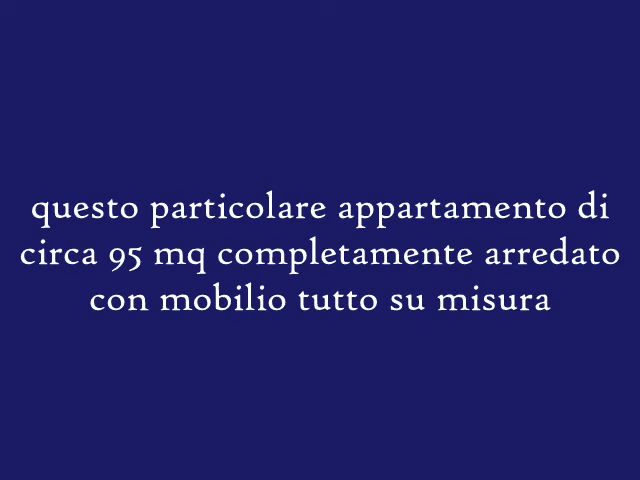 questo particolare appartamento di
circa 95 mq completamente arredato
con mobilio tutto su misura